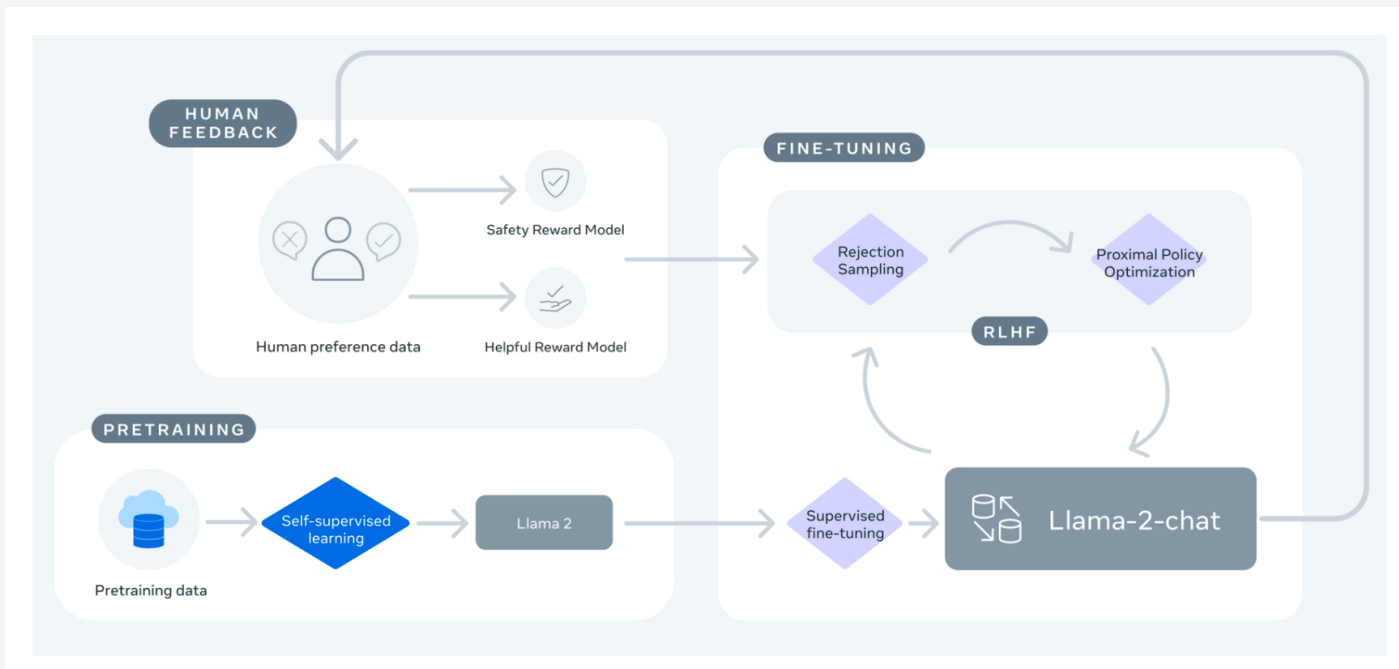 HUMAN
FEEDBACK
Safety Reward Model
Human preference data
Helpful Reward Model
FINE-TUNING
Rejection
Sampling
Proximal Policy
Optimization
RLHF
PRETRAINING
Pretraining data
Self-supervised
learning
Llama 2
Supervised
fine-tuning
Llama-2-chat